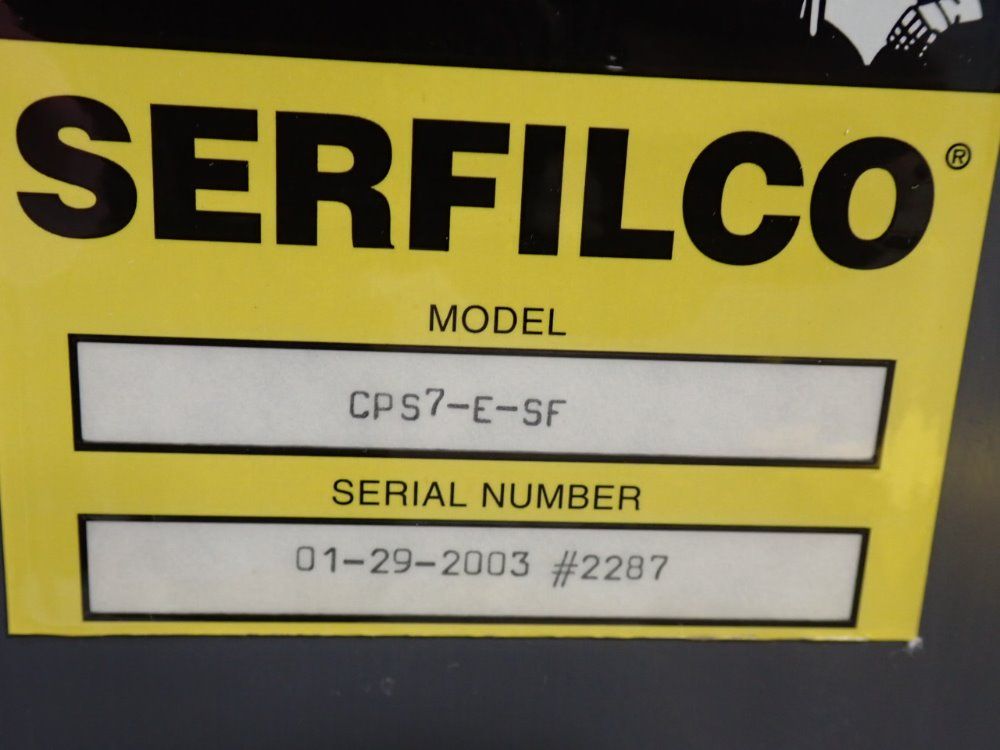 SERFILCO®
MODEL
CPS7-E-SF
SERIAL NUMBER
01-29-2003 #2287